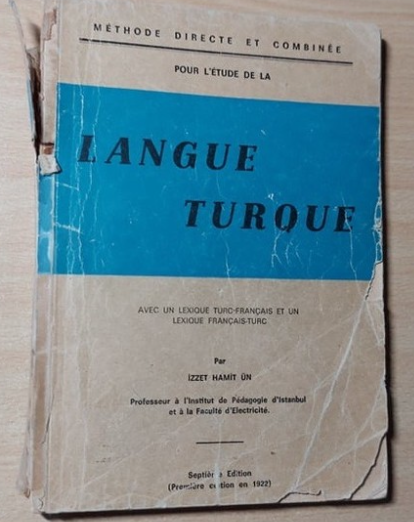 MÉTHODE DIRECTE ET COMBINÉE
POUR L'ÉTUDE DE LA
LANGUE
TURQUE
AVEC UN LEXIQUE TURC-FRANÇAIS ET UN
LEXIQUE FRANÇAIS-TURC
Par
İZZET HAMİT ÜN
Professeur à l'Institut de Pédagogie d'Istanbul
et à la Faculté d'Electricité.
Edition
(Première en 1922)